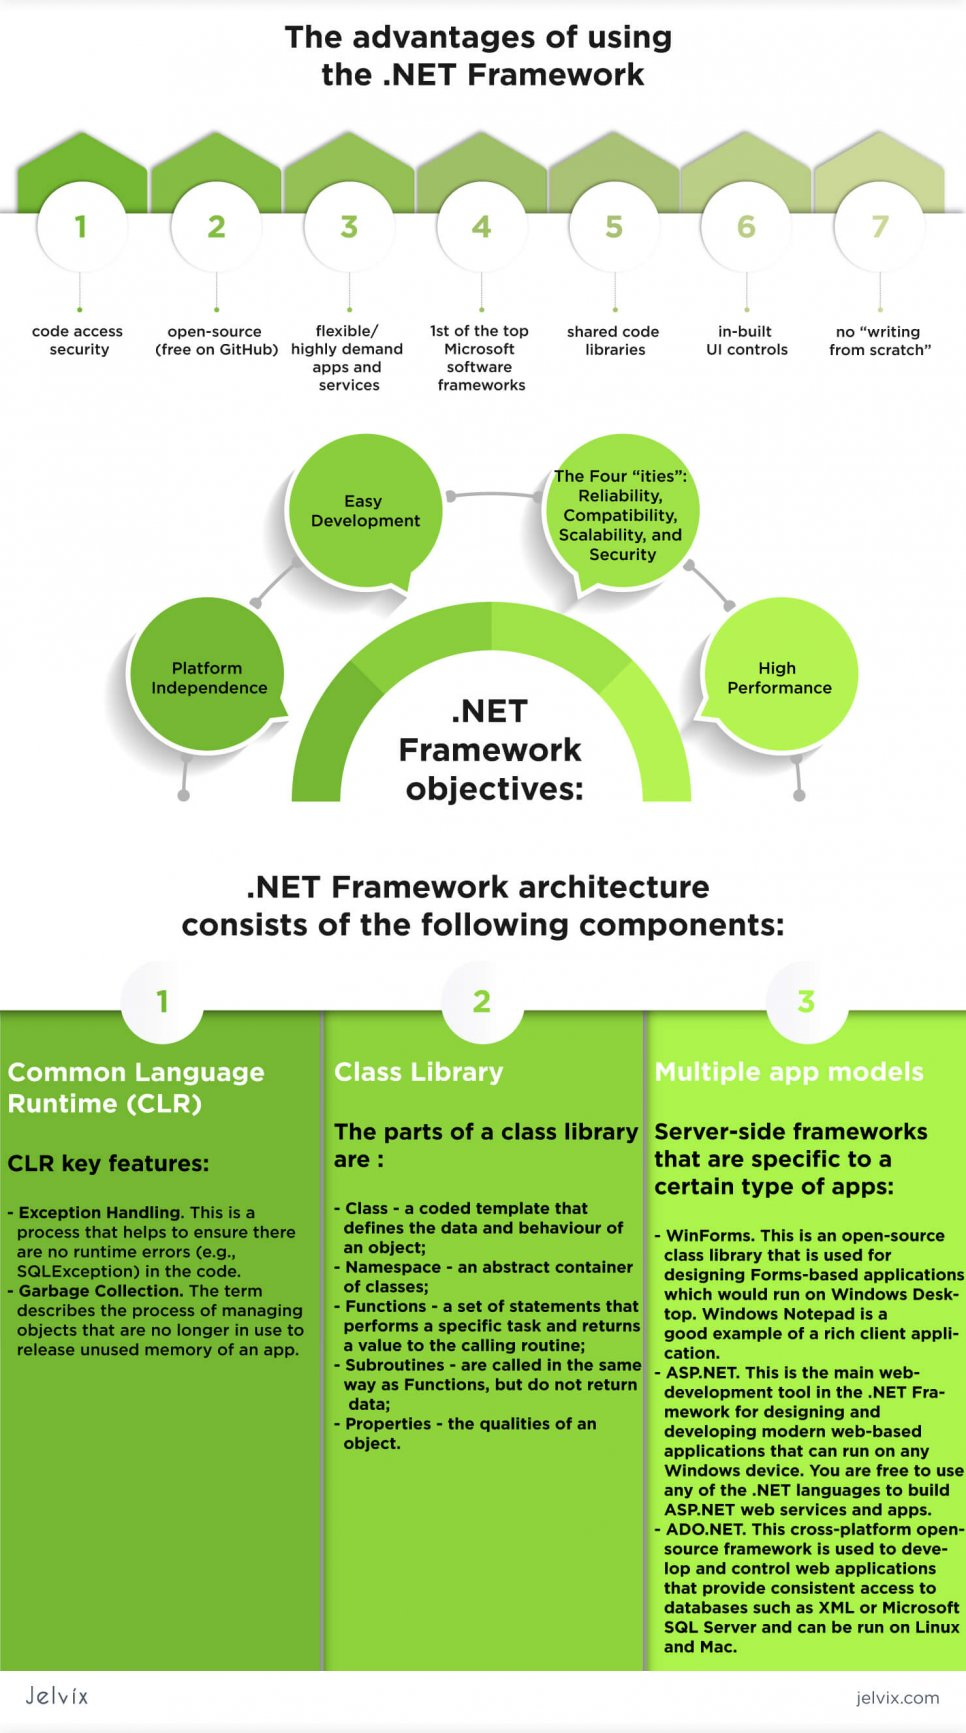 The advantages of using
the .NET Framework
1
2
3
4
5
6
7
code access
security
open-source
(free on GitHub)
flexible/
highly demand
apps and
services
1st of the top
Microsoft
software
frameworks
shared code
libraries
in-built
UI controls
no “writing
from scratch”
Easy
Development
The Four “ities”:
Reliability,
Compatibility,
Scalability, and
Security
Platform
Independence
High
Performance
.NET
Framework
objectives:
.NET Framework architecture
consists of the following components:
1
Common Language
Runtime (CLR)
CLR key features:
- Exception Handling. This is a
process that helps to ensure there
are no runtime errors (e.g.,
SQLException) in the code.
- Garbage Collection. The term
describes the process of managing
objects that are no longer in use to
release unused memory of an app.
2
Class Library
The parts of a class library
are :
- Class - a coded template that
defines the data and behaviour of
an object;
- Namespace - an abstract container
of classes;
- Functions - a set of statements that
performs a specific task and returns
a value to the calling routine;
- Subroutines - are called in the same
way as Functions, but do not return
data;
- Properties - the qualities of an
object.
3
Multiple app models
Server-side frameworks
that are specific to a
certain type of apps:
- WinForms. This is an open-source
class library that is used for
designing Forms-based applications
which would run on Windows Desk-
top. Windows Notepad is a
good example of a rich client appli-
cation.
- ASP.NET. This is the main web-
development tool in the .NET Fra-
mework for designing and
developing modern web-based
applications that can run on any
Windows device. You are free to use
any of the .NET languages to build
ASP.NET web services and apps.
- ADO.NET. This cross-platform open-
source framework is used to deve-
lop and control web applications
that provide consistent access to
databases such as XML or Microsoft
SQL Server and can be run on Linux
and Mac.
Jelvix
jelvix.com